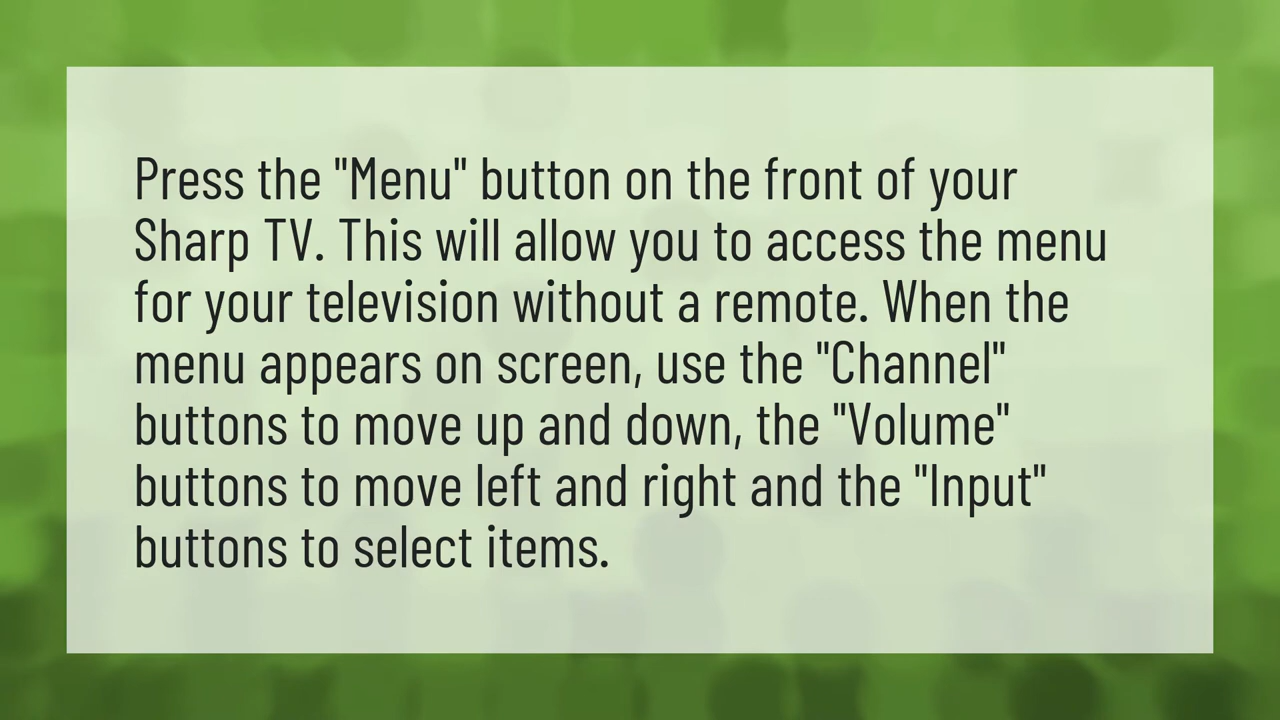 Press the "Menu" button on the front of your
Sharp TV. This will allow you to access the menu
for your television without a remote. When the
menu appears on screen, use the "Channel"
buttons to move up and down, the "Volume"
buttons to move left and right and the "Input"
buttons to select items.